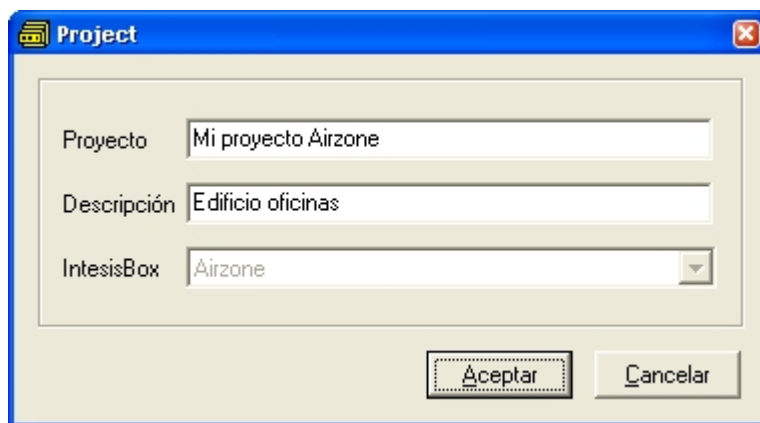 Project
Proyecto Mi proyecto Airzone
Descripción Edificio oficinas
IntesisBox Airzone
Aceptar Cancelar